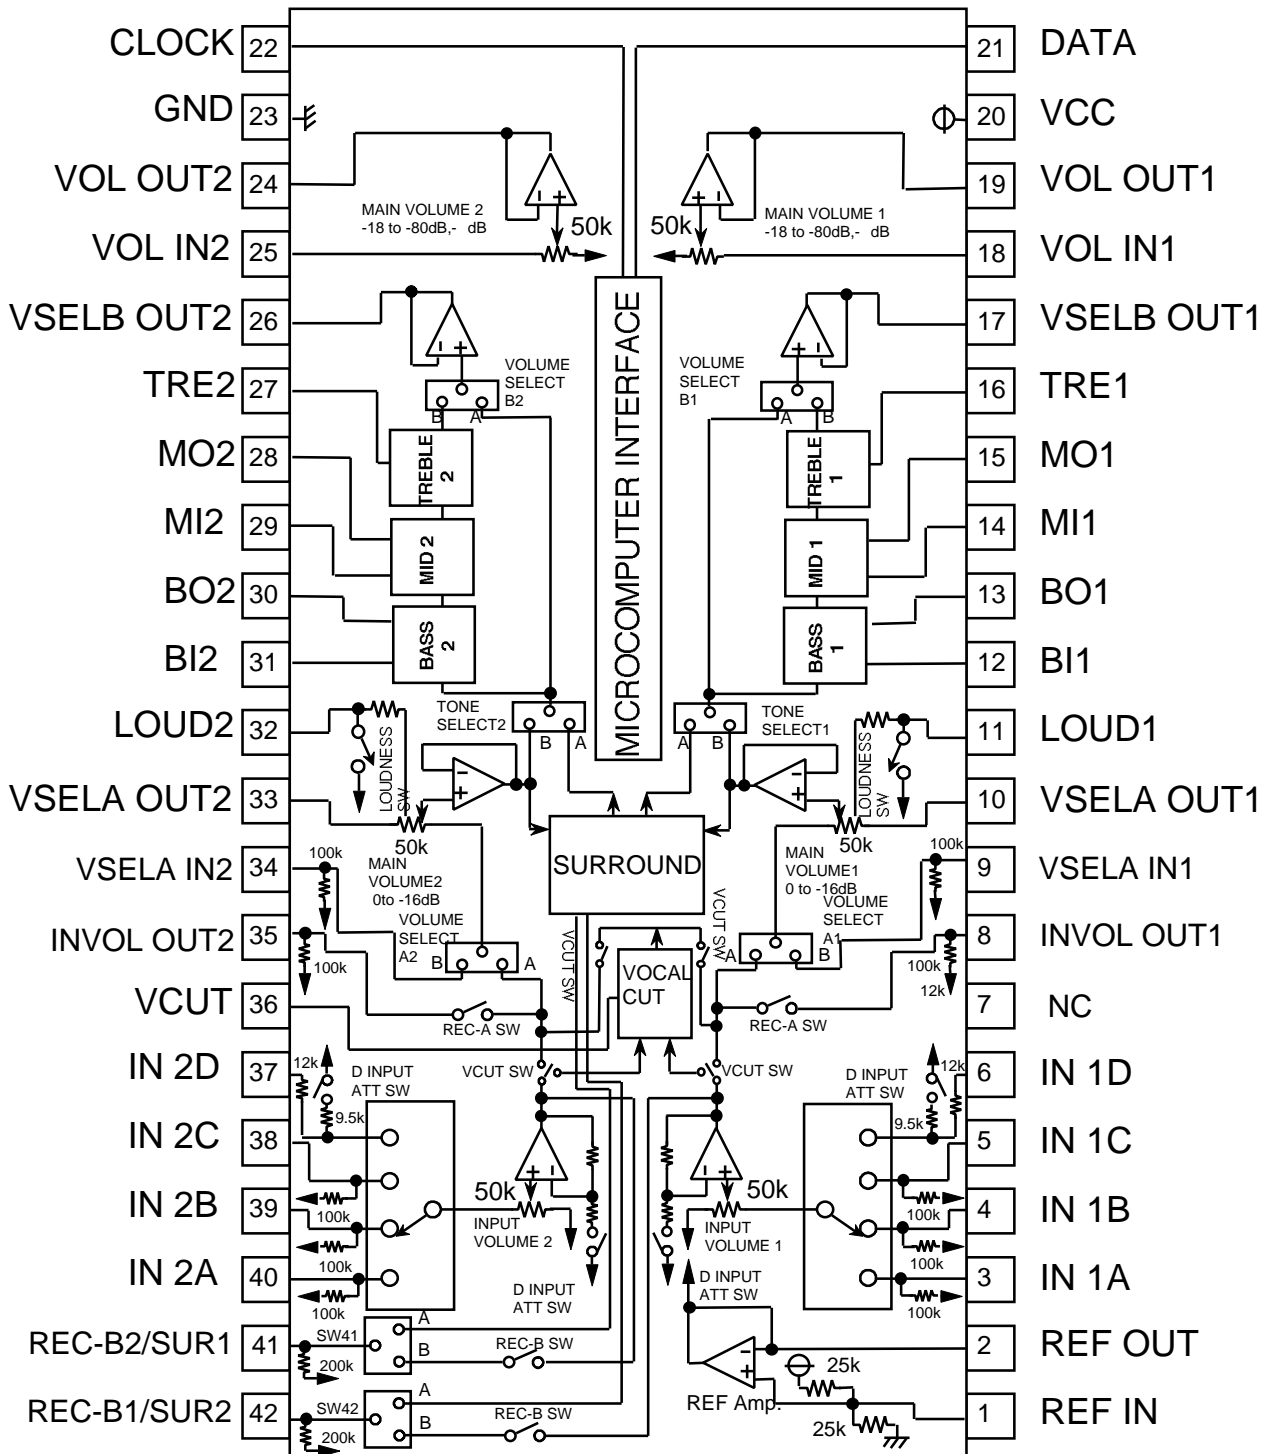 CLOCK 22
21 DATA
GND 23
20 VCC
VOL OUT2 24
19 VOL OUT1
MAIN VOLUME 2
-18 to -80dB,- dB
50k
50k
MAIN VOLUME 1
-18 to -80dB,- dB
VOL IN2 25
18 VOL IN1
VSELB OUT2 26
17 VSELB OUT1
VOLUME
SELECT
B2
VOLUME
SELECT
B1
MICROCOMPUTER INTERFACE
TRE2 27
16 TRE1
B
A
A
B
TREBLE
2
TREBLE
1
MO2 28
15 MO1
MI2 29
14 MI1
MID 2
MID 1
BO2 30
13 BO1
BASS
2
BASS
1
BI2 31
12 BI1
TONE
SELECT2
TONE
SELECT1
B
A
A
B
LOUD2 32
11 LOUD1
LOUDNESS
SW
LOUDNESS
SW
VSELA OUT2 33
10 VSELA OUT1
50k
50k
SURROUND
VSELA IN2 34
9 VSELA IN1
100k
100k
MAIN
VOLUME2
0to -16dB
MAIN
VOLUME1
0 to -16dB
VOLUME
SELECT
A2
VOLUME
SELECT
A1
VCUT SW
VCUT SW
INVOL OUT2 35
8 INVOL OUT1
B
A
A
B
100k
100k
12k
VOCAL
CUT
VCUT 36
7 NC
REC-A SW
REC-A SW
IN 2D 37
6 IN 1D
12k
12k
D INPUT
ATT SW
VCUT SW
VCUT SW
D INPUT
ATT SW
9.5k
9.5k
IN 2C 38
5 IN 1C
100k
100k
IN 2B 39
4 IN 1B
50k
50k
INPUT
VOLUME 2
INPUT
VOLUME 1
100k
100k
IN 2A 40
3 IN 1A
D INPUT
ATT SW
D INPUT
ATT SW
100k
100k
REC-B2/SUR1 41
2 REF OUT
SW41
A
B
REC-B SW
200k
25k
REC-B1/SUR2 42
1 REF IN
SW42
A
B
REC-B SW
200k
REF Amp.
25k